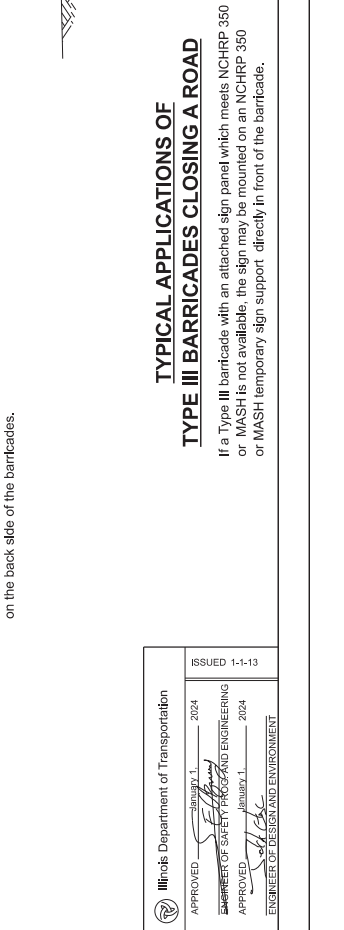 on the back side of the barricades.
TYPICAL APPLICATIONS OF
TYPE III BARRICADES CLOSING A ROAD
If a Type III barricade with an attached sign panel which meets NCHRP 350
or MASH is not available, the sign may be mounted on an NCHRP 350
or MASH temporary sign support directly in front of the barricade.
Illinois Department of Transportation
APPROVED January 1, 2024
ENGINEER OF SAFETY PROG. AND ENGINEERING
APPROVED January 1, 2024
ENGINEER OF DESIGN AND ENVIRONMENT
ISSUED 1-1-13